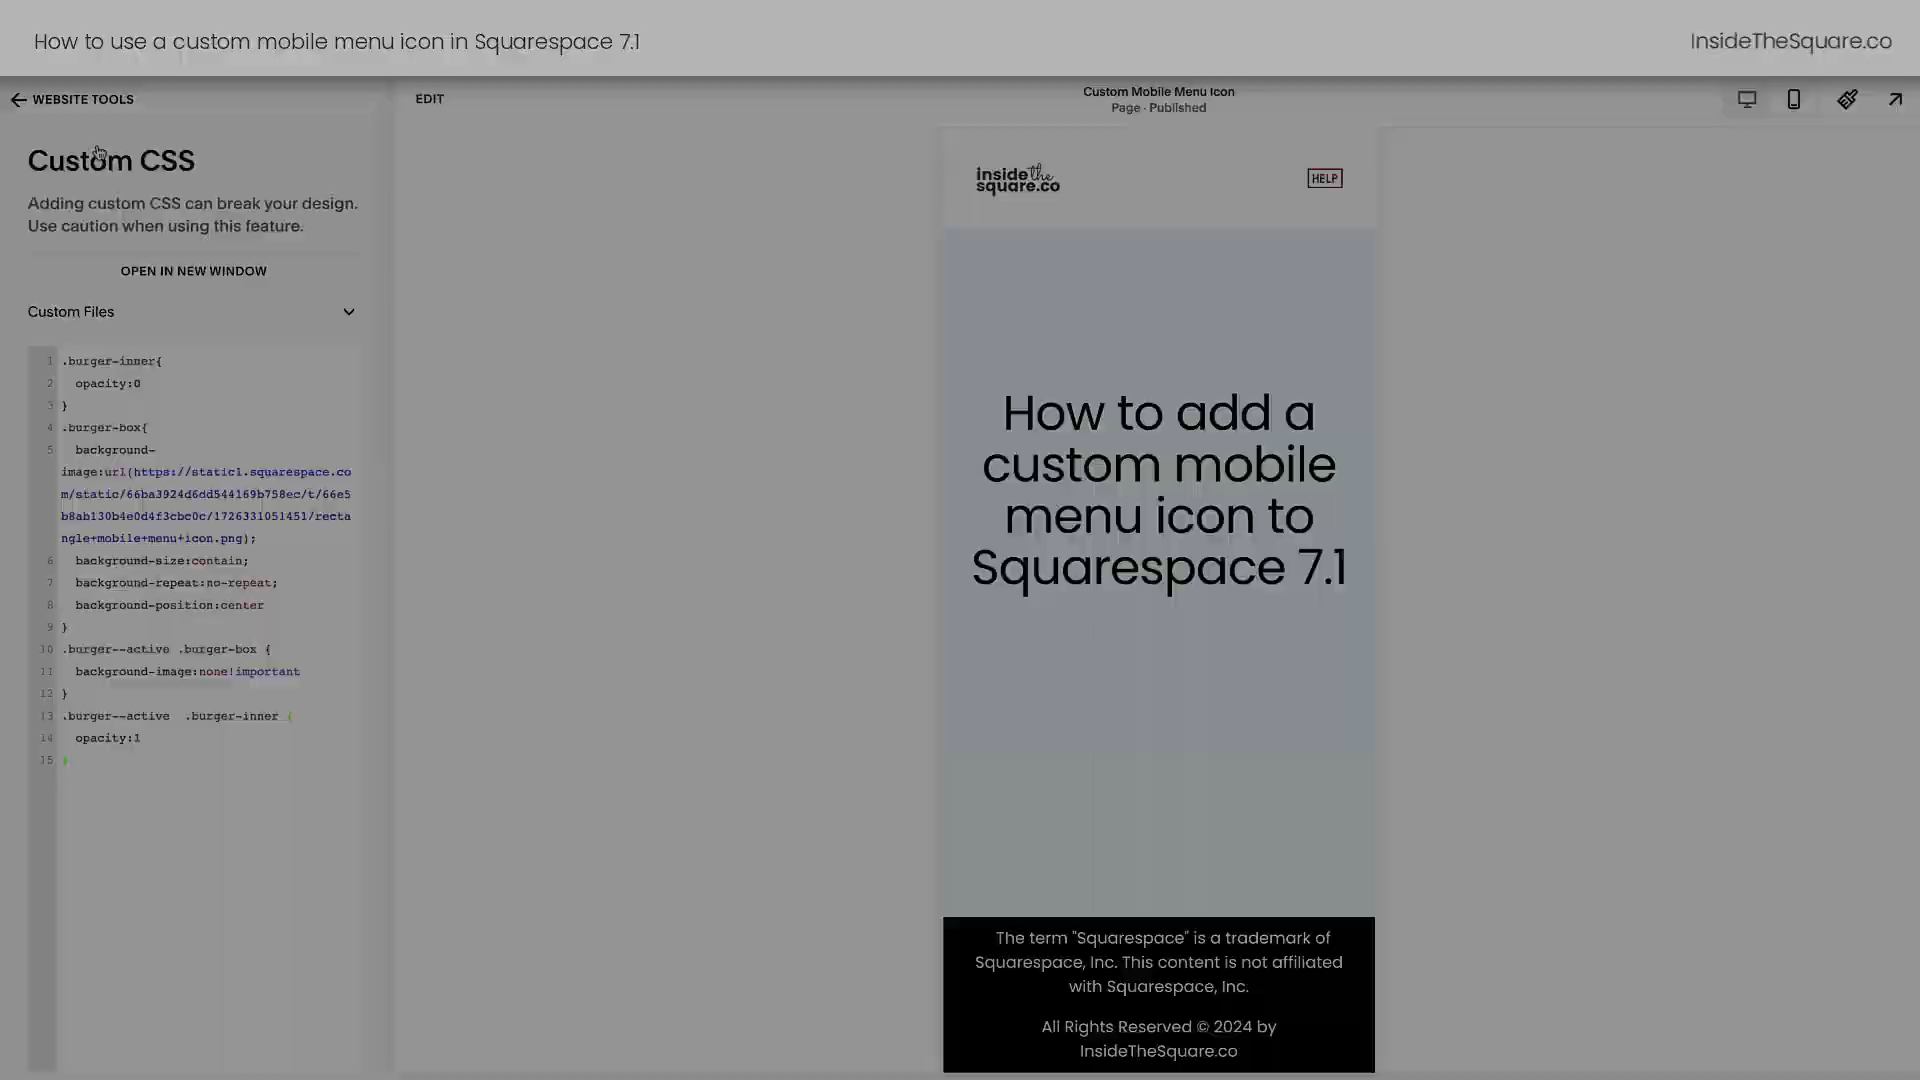 How to use a custom mobile menu icon in Squarespace 7.1
InsideTheSquare.co
WEBSITE TOOLS
EDIT
Custom Mobile Menu Icon
Page · Published
Custom CSS
Adding custom CSS can break your design.
Use caution when using this feature.
OPEN IN NEW WINDOW
Custom Files
1 .burger-inner{
2 opacity:0
3 }
4 .burger-box{
5 background-
image:url(https://static1.squarespace.co
m/static/66ba3924d6dd544169b758ec/t/66e5
b8ab130b4e0d4f3cbc0c/1726331051451/recta
ngle+mobile+menu+icon.png);
6 background-size:contain;
7 background-repeat:no-repeat;
8 background-position:center
9 }
10 .burger--active .burger-box {
11 background-image:none!important
12 }
13 .burger--active  .burger-inner {
14 opacity:1
15 }
inside the
square.co
HELP
How to add a
custom mobile
menu icon to
Squarespace 7.1
The term "Squarespace" is a trademark of
Squarespace, Inc. This content is not affiliated
with Squarespace, Inc.
All Rights Reserved © 2024 by
InsideTheSquare.co